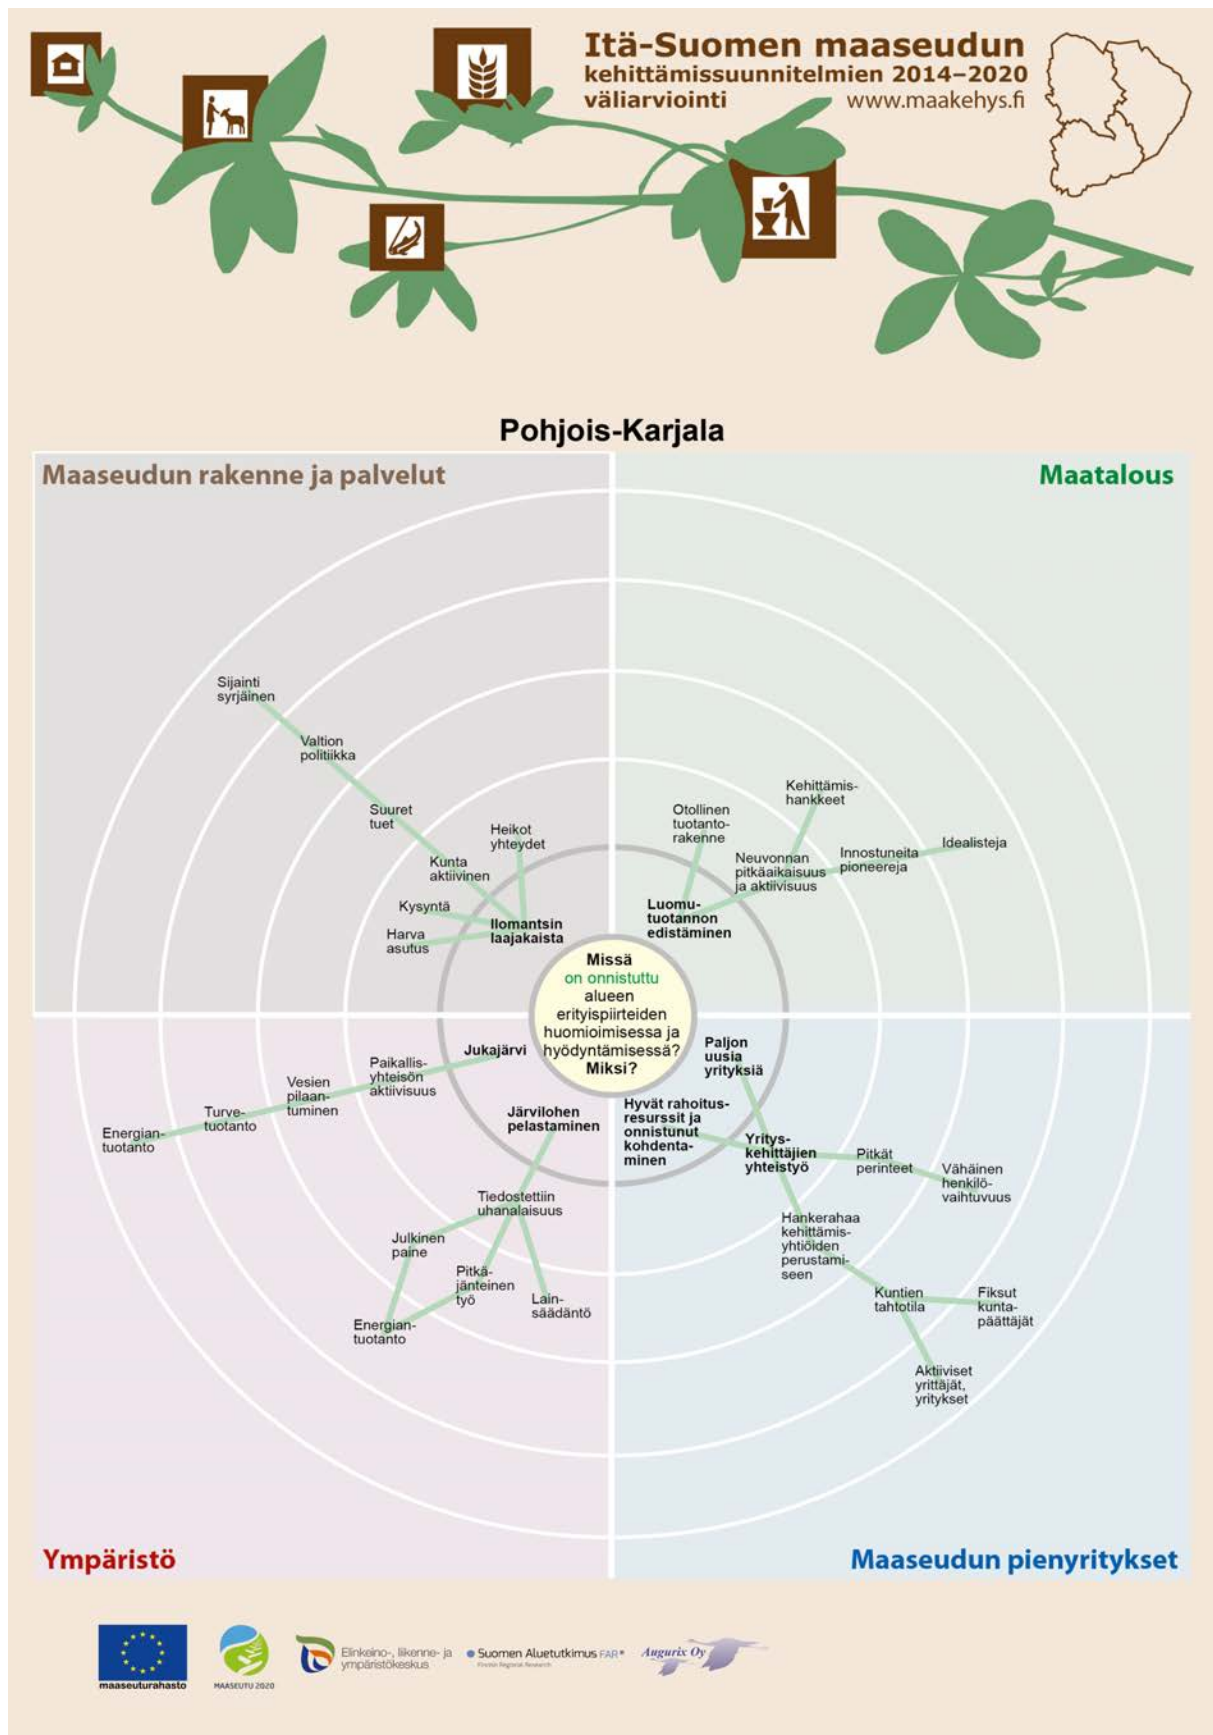 Itä-Suomen maaseudun
kehittämissuunnitelmien 2014–2020
väliarviointi www.maakehys.fi
Pohjois-Karjala
Maaseudun rakenne ja palvelut
Maatalous
Sijainti
syrjäinen
Valtion
politiikka
Suuret
tuet
Heikot
yhteydet
Kunta
aktiivinen
Kysyntä
Harva
asutus
Ilomantsin
laajakaista
Kehittämis-
hankkeet
Otollinen
tuotanto-
rakenne
Neuvonnan
pitkäaikaisuus
ja aktiivisuus
Innostuneita
pioneereja
Idealisteja
Luomu-
tuotannon
edistäminen
Missä
on onnistuttu
alueen
erityispiirteiden
huomioimisessa ja
hyödyntämisessä?
Miksi?
Jukajärvi
Paikallis-
yhteisön
aktiivisuus
Vesien
pilaan-
tuminen
Turve-
tuotanto
Energian-
tuotanto
Järvilohen
pelastaminen
Tiedostettiin
uhanalaisuus
Julkinen
paine
Pitkä-
jänteinen
työ
Lain-
säädäntö
Energian-
tuotanto
Paljon
uusia
yrityksiä
Hyvät rahoitus-
resurssit ja
onnistunut
kohdenta-
minen
Yritys-
kehittäjien
yhteistyö
Pitkät
perinteet
Vähäinen
henkilö-
vaihtuvuus
Hankerahaa
kehittämis-
yhtiöiden
perustami-
seen
Kuntien
tahtotila
Fiksut
kunta-
päättäjät
Aktiiviset
yrittäjät,
yritykset
Ympäristö
Maaseudun pienyritykset
maaseuturahasto
MAASEUTU 2020
Elinkeino-, liikenne- ja
ympäristökeskus
Suomen Aluetutkimus FAR
Finnish Regional Research
Augurix Oy